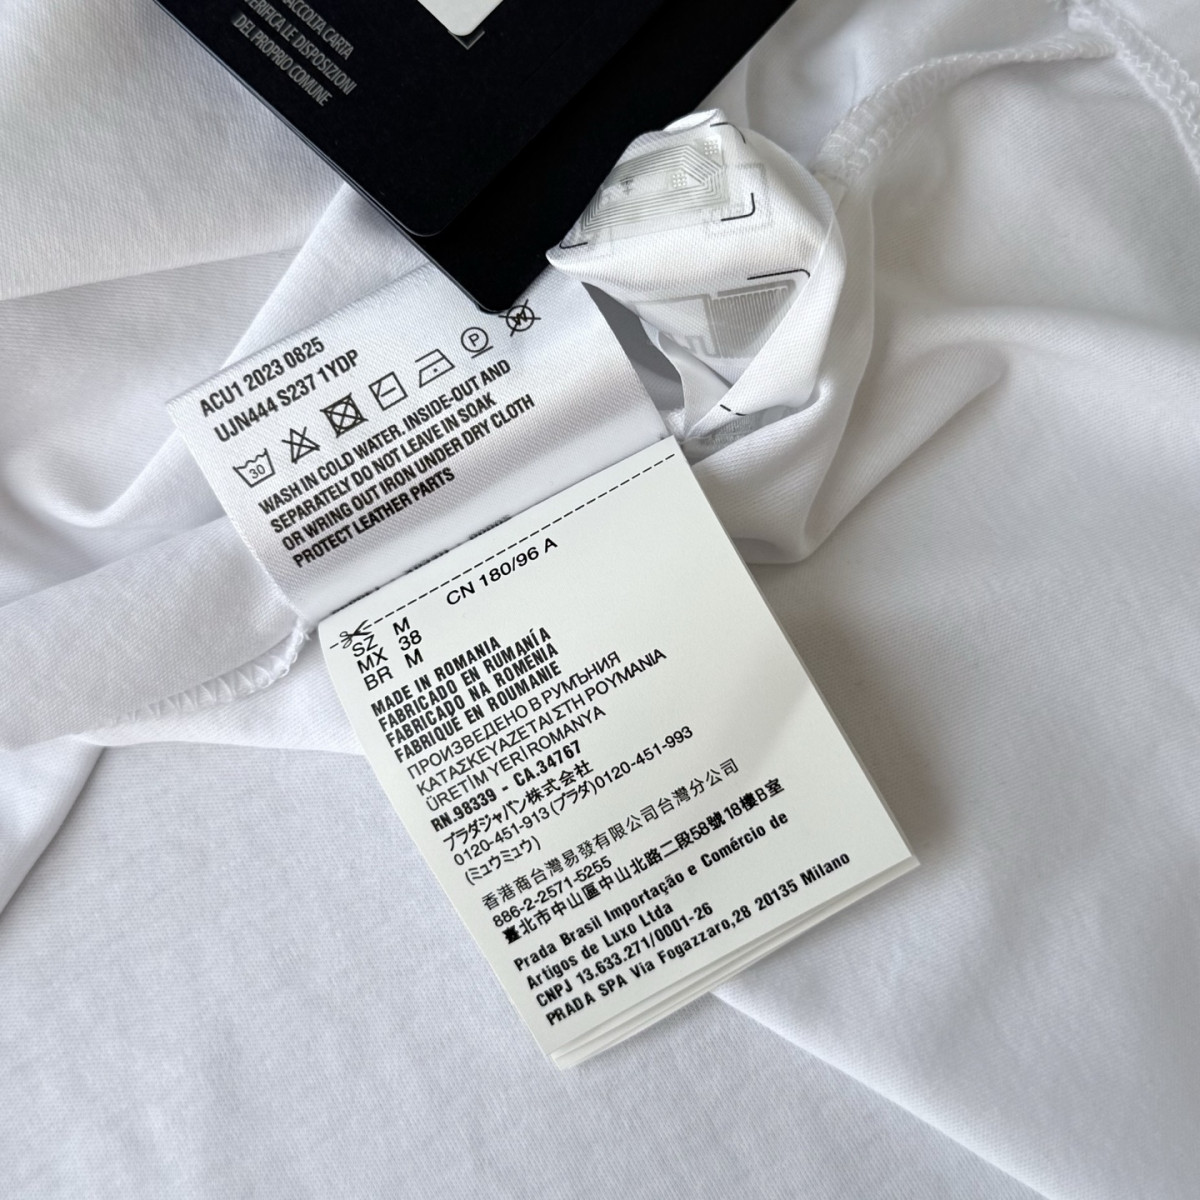 ACCOLTA CARTA
VERIFICA LE DISPOSIZIONI
DEL PROPRIO COMUNE
ACU1 2023 0825
UJN444 S237 1YDP
30
P
W
WASH IN COLD WATER, INSIDE-OUT AND
SEPARATELY DO NOT LEAVE IN SOAK
OR WRING OUT IRON UNDER DRY CLOTH
PROTECT LEATHER PARTS
CN 180/96 A
SZ M
MX 38
BR M
MADE IN ROMANIA
FABRICADO EN RUMANÍA
FABRICADO NA ROMÉNIA
FABRIQUÉ EN ROUMANIE
ПРОИЗВЕДЕНО В РУМЪНИЯ
ΚΑΤΑΣΚΕΥΑΖΕΤΑΙ ΣΤΗ ΡΟΥΜΑΝΙΑ
ÜRETİM YERİ ROMANYA
RN.98339 - CA.34767
プラダジャパン株式会社
0120-451-913 (プラダ)0120-451-993
(ミュウミュウ)
香港商台灣易發有限公司台灣分公司
886-2-2571-5255
臺北市中山區中山北路二段58號18樓B室
Prada Brasil Importação e Comércio de
Artigos de Luxo Ltda
CNPJ 13.633.271/0001-26
PRADA SPA Via Fogazzaro,28 20135 Milano